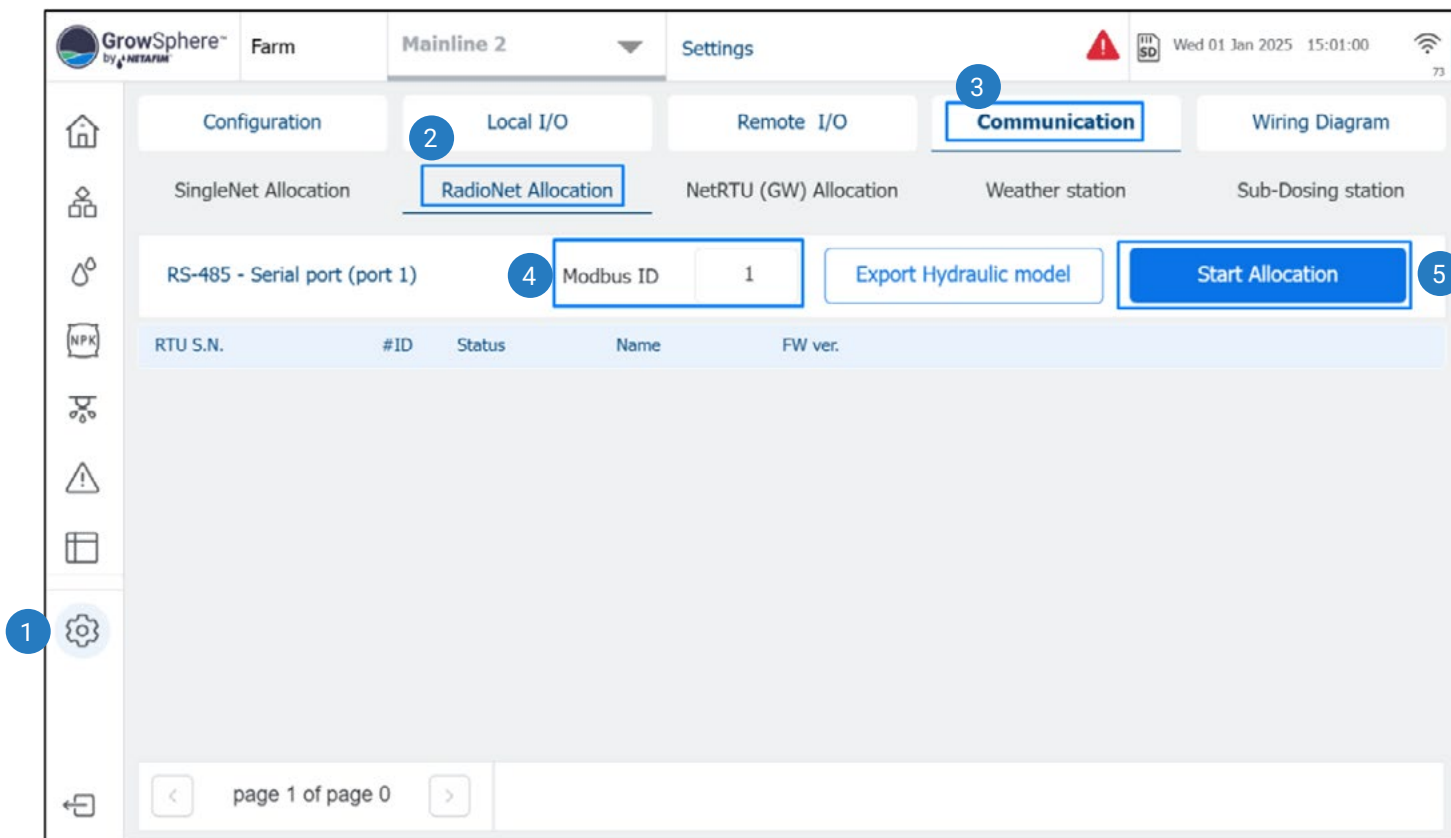 GrowSphere™
by NETAFIM™
Farm
Mainline 2
Settings
SD
Wed 01 Jan 2025 15:01:00
73
3
Configuration
Local I/O
Remote I/O
Communication
Wiring Diagram
2
SingleNet Allocation
RadioNet Allocation
NetRTU (GW) Allocation
Weather station
Sub-Dosing station
RS-485 - Serial port (port 1)
4
Modbus ID
1
Export Hydraulic model
Start Allocation
5
NPK
RTU S.N.
#ID
Status
Name
FW ver.
1
page 1 of page 0